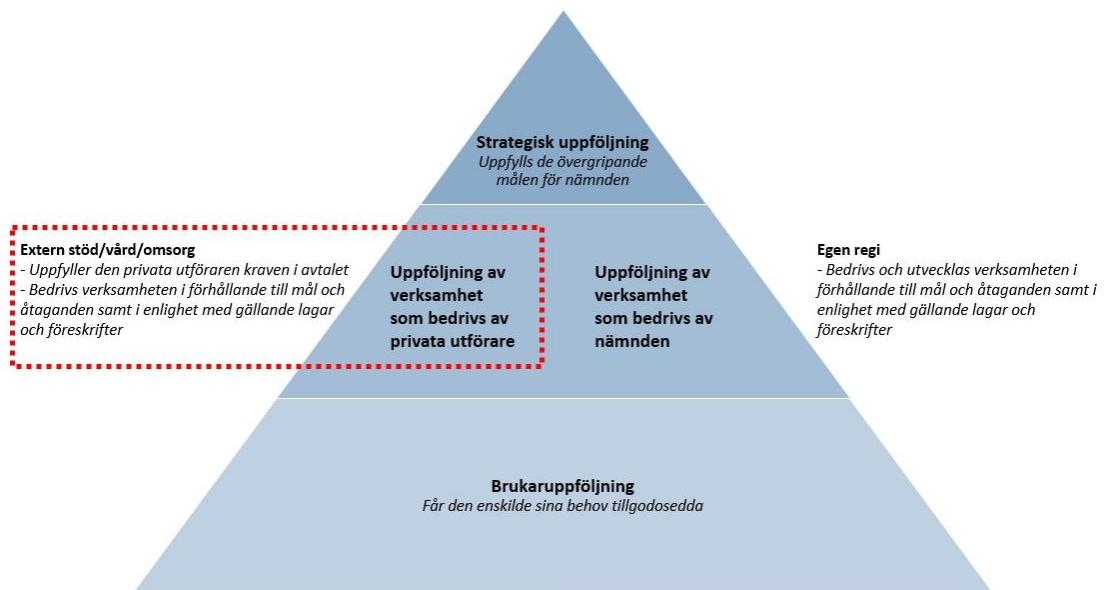 Strategisk uppföljning
Uppfylls de övergripande
målen för nämnden
Extern stöd/vård/omsorg
- Uppfyller den privata utföraren kraven i avtalet
- Bedrivs verksamheten i förhållande till mål och
åtaganden samt i enlighet med gällande lagar
och föreskrifter
Uppföljning av
verksamhet
som bedrivs av
privata utförare
Uppföljning av
verksamhet
som bedrivs av
nämnden
Egen regi
- Bedrivs och utvecklas verksamheten i
förhållande till mål och åtaganden samt i
enlighet med gällande lagar och
föreskrifter
Brukaruppföljning
Får den enskilde sina behov tillgodosedda